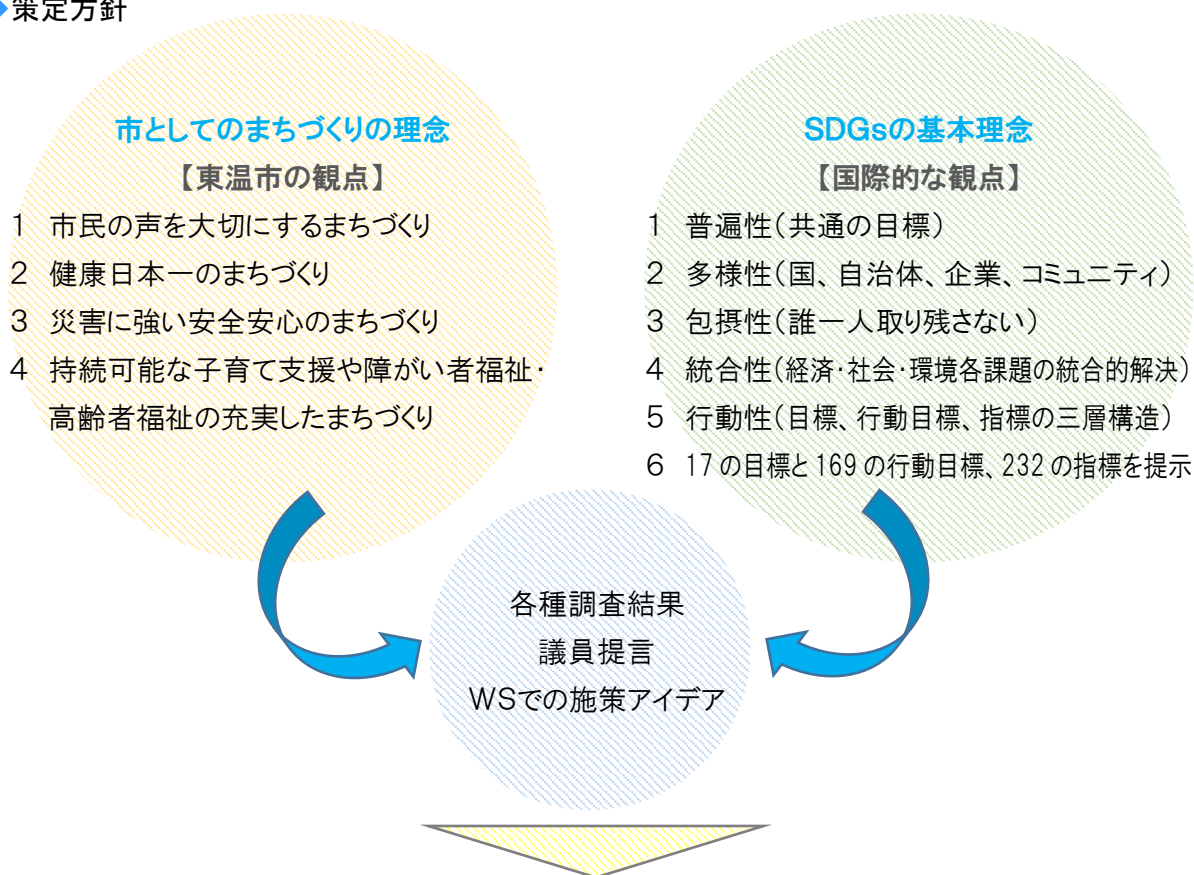 ◆策定方針
市としてのまちづくりの理念
【東温市の観点】
1 市民の声を大切にするまちづくり
2 健康日本一のまちづくり
3 災害に強い安全安心のまちづくり
4 持続可能な子育て支援や障がい者福祉・
高齢者福祉の充実したまちづくり
SDGsの基本理念
【国際的な観点】
1 普遍性(共通の目標)
2 多様性(国、自治体、企業、コミュニティ)
3 包摂性(誰一人取り残さない)
4 統合性(経済・社会・環境各課題の統合的解決)
5 行動性(目標、行動目標、指標の三層構造)
6 17の目標と169の行動目標、232の指標を提示
各種調査結果
議員提言
WSでの施策アイデア